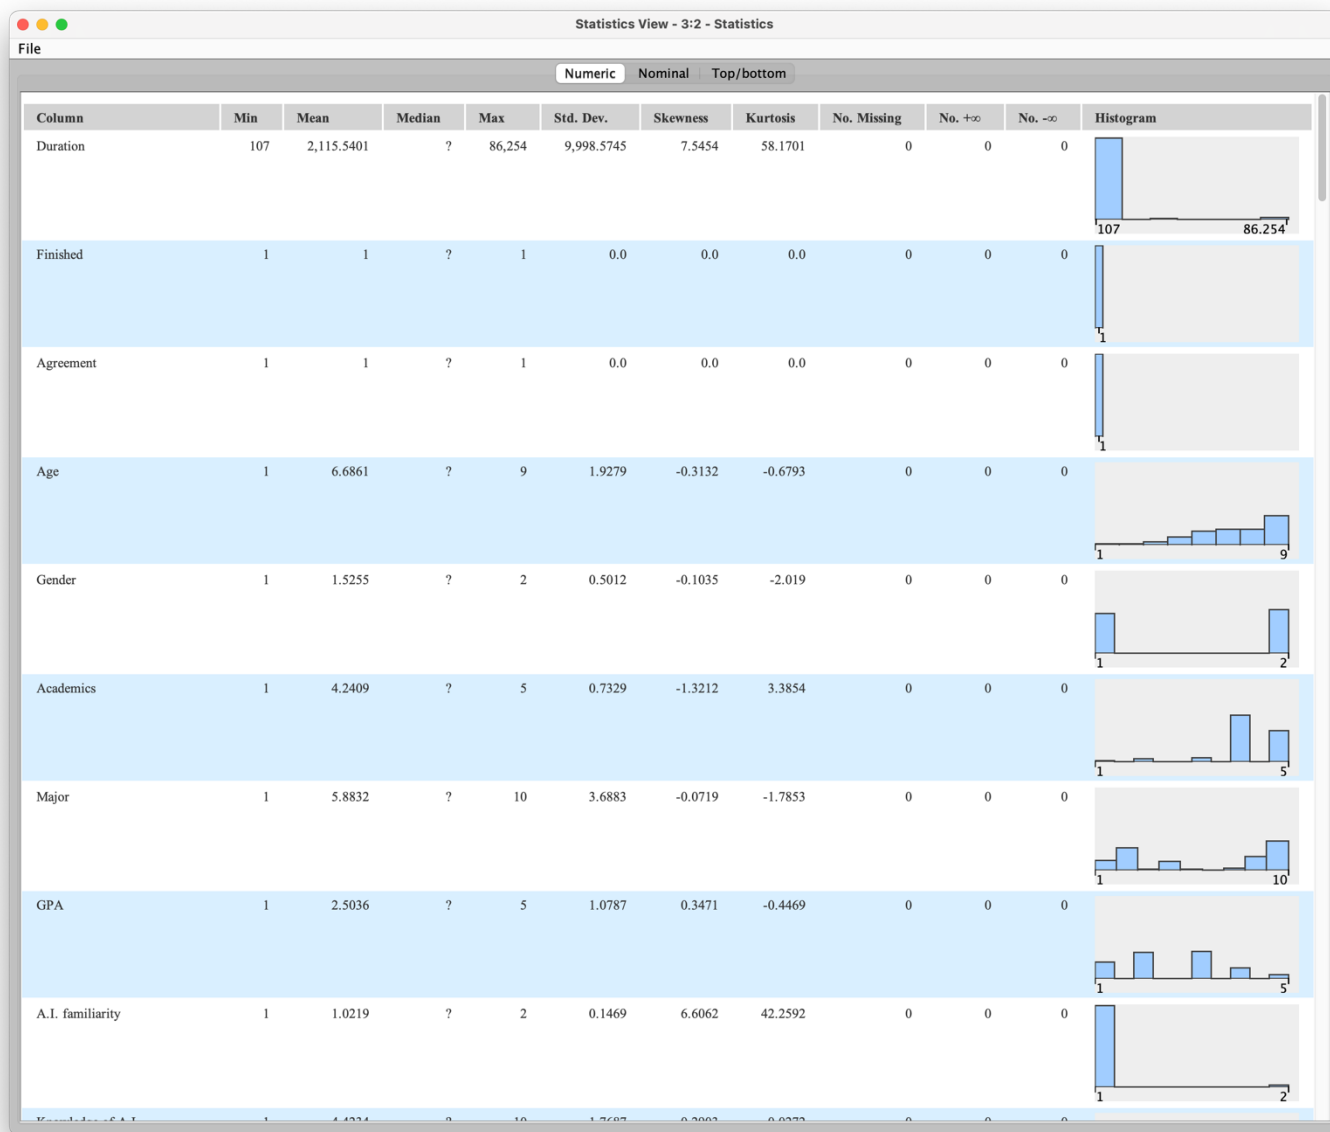 Statistics View - 3:2 - Statistics
File
Numeric Nominal Top/bottom
Column Min Mean Median Max Std. Dev. Skewness Kurtosis No. Missing No. +∞ No. -∞ Histogram
Duration 107 2,115.5401 ? 86,254 9,998.5745 7.5454 58.1701 0 0 0
107 86.254
Finished 1 1 ? 1 0.0 0.0 0.0 0 0 0
1
Agreement 1 1 ? 1 0.0 0.0 0.0 0 0 0
1
Age 1 6.6861 ? 9 1.9279 -0.3132 -0.6793 0 0 0
1 9
Gender 1 1.5255 ? 2 0.5012 -0.1035 -2.019 0 0 0
1 2
Academics 1 4.2409 ? 5 0.7329 -1.3212 3.3854 0 0 0
1 5
Major 1 5.8832 ? 10 3.6883 -0.0719 -1.7853 0 0 0
1 10
GPA 1 2.5036 ? 5 1.0787 0.3471 -0.4469 0 0 0
1 5
A.I. familiarity 1 1.0219 ? 2 0.1469 6.6062 42.2592 0 0 0
1 2
Knowledge of A.I.